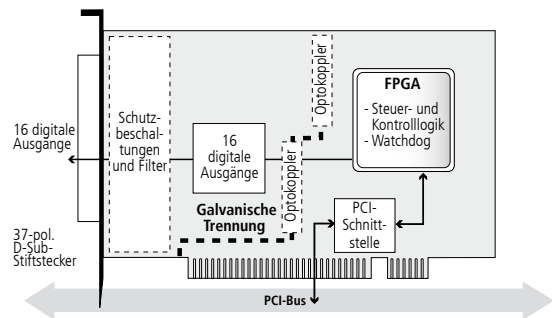 16 digitale
Ausgänge
37-pol.
D-Sub-
Stiftstecker
Schutz-
beschal-
tungen
und Filter
16
digitale
Ausgänge
Galvanische
Trennung
Optokoppler
Optokoppler
FPGA
- Steuer- und
Kontrolllogik
- Watchdog
PCI-
Schnitt-
stelle
PCI-Bus